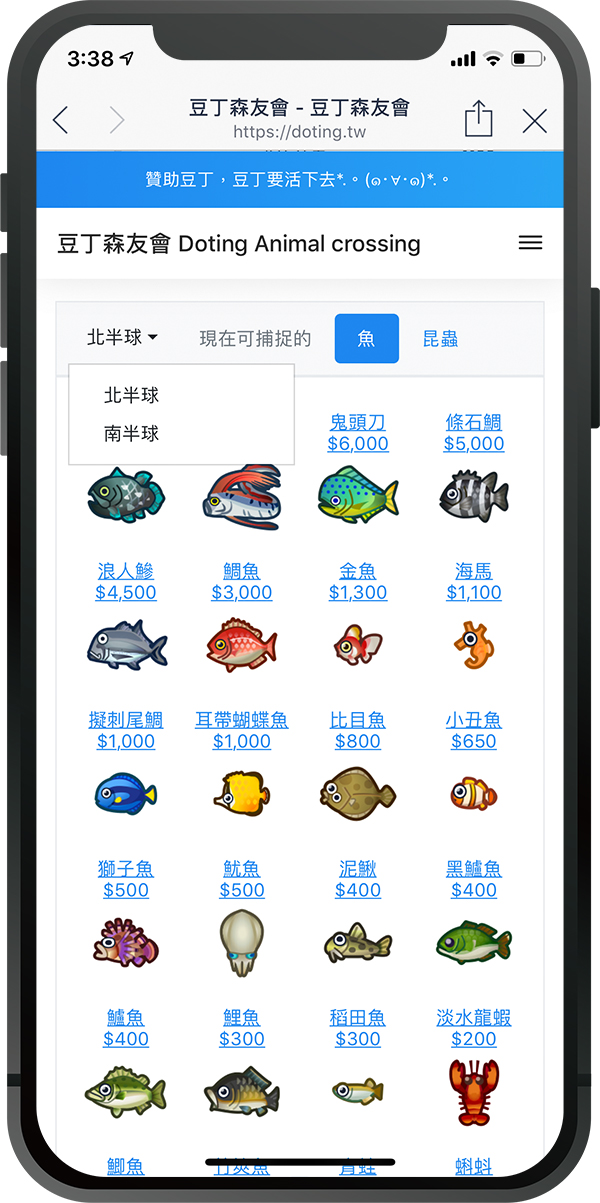 3:38
豆丁森友會 - 豆丁森友會
https://doting.tw
贊助豆丁，豆丁要活下去*.。(๑･∀･๑)*.。
豆丁森友會 Doting Animal crossing
北半球
現在可捕捉的
魚
昆蟲
北半球
南半球
鬼頭刀
$6,000
條石鯛
$5,000
浪人鰺
$4,500
鯛魚
$3,000
金魚
$1,300
海馬
$1,100
擬刺尾鯛
$1,000
耳帶蝴蝶魚
$1,000
比目魚
$800
小丑魚
$650
獅子魚
$500
魷魚
$500
泥鰍
$400
黑鱸魚
$400
鱸魚
$400
鯉魚
$300
稻田魚
$300
淡水龍蝦
$200
鯽魚
竹筴魚
青蛙
蝌蚪